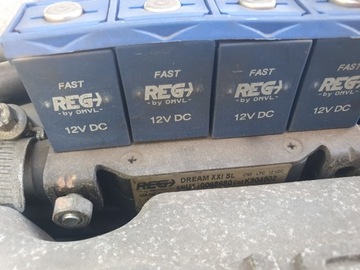 FAST
REG
by OMVL
12V DC
FAST
REG
by OMVL
12V DC
FAST
REG
by OMVL
12V DC
FAST
REG
by OMVL
12V DC
REG
DREAM XXI SL